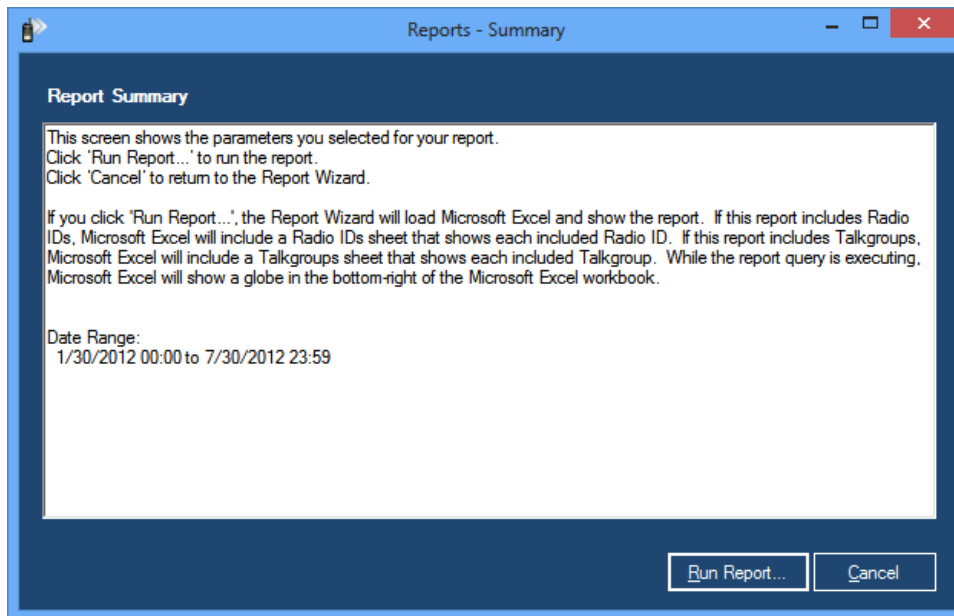 Reports - Summary
Report Summary
This screen shows the parameters you selected for your report.
Click 'Run Report...' to run the report.
Click 'Cancel' to return to the Report Wizard.
If you click 'Run Report...', the Report Wizard will load Microsoft Excel and show the report.  If this report includes Radio
IDs, Microsoft Excel will include a Radio IDs sheet that shows each included Radio ID.  If this report includes Talkgroups,
Microsoft Excel will include a Talkgroups sheet that shows each included Talkgroup.  While the report query is executing,
Microsoft Excel will show a globe in the bottom-right of the Microsoft Excel workbook.
Date Range:
1/30/2012 00:00 to 7/30/2012 23:59
Run Report... Cancel